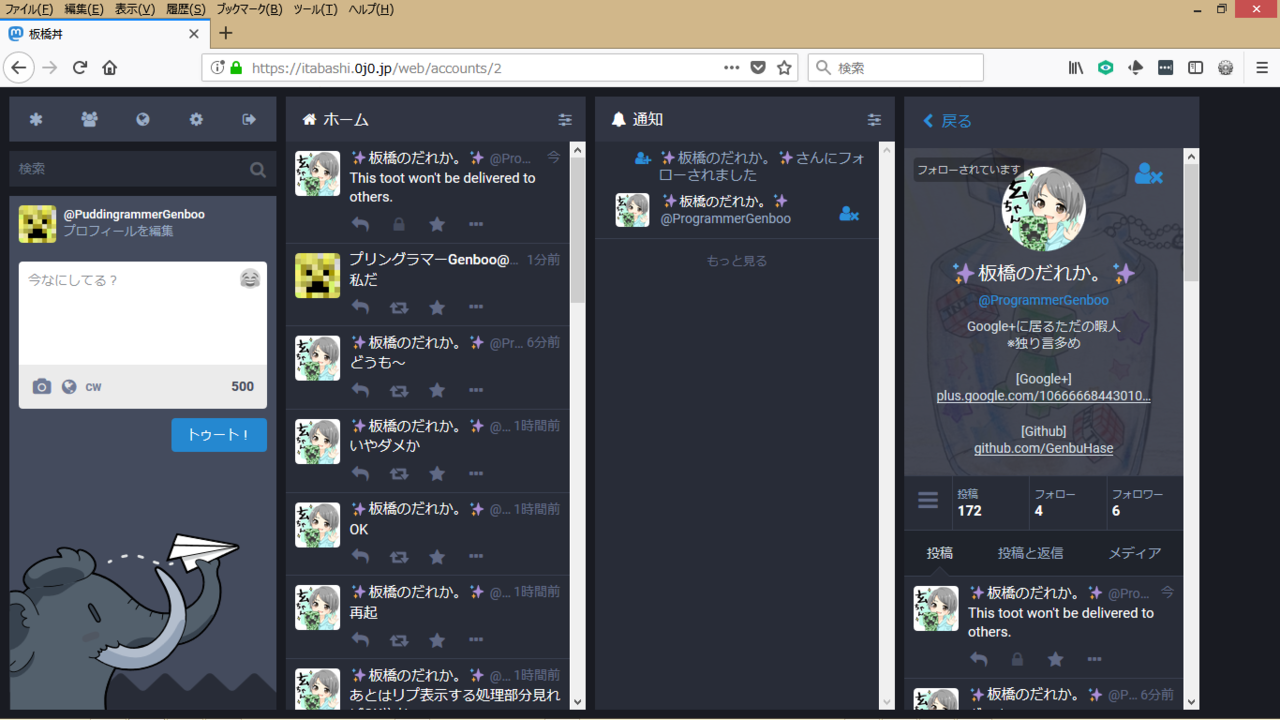 ファイル(F) 編集(E) 表示(V) 履歴(S) ブックマーク(B) ツール(T) ヘルプ(H)
板橋丼
https://itabashi.0j0.jp/web/accounts/2
検索
検索
@PuddingrammerGenboo
プロフィールを編集
今なにしてる?
CW
500
トゥート!
ホーム
✨板橋のだれか。✨ @Pro... 今
This toot won't be delivered to
others.
プリングラマーGenboo@... 1分前
私だ
✨板橋のだれか。✨ @Pr... 6分前
どうも〜
✨板橋のだれか。✨ @... 1時間前
いやダメか
✨板橋のだれか。✨ @... 1時間前
OK
✨板橋のだれか。✨ @... 1時間前
再起
✨板橋のだれか。✨ @... 1時間前
あとはリプ表示する処理部分見れ
通知
✨板橋のだれか。✨さんにフォ
ローされました
✨板橋のだれか。✨
@ProgrammerGenboo
もっと見る
戻る
フォローされています
玄ちゃん
✨板橋のだれか。✨
@ProgrammerGenboo
Google+に居るただの暇人
※独り言多め
[Google+]
plus.google.com/10666668443010...
[Github]
github.com/GenbuHase
投稿 フォロー フォロワー
172 4 6
投稿 投稿と返信 メディア
✨板橋のだれか。✨ @Pro... 今
This toot won't be delivered to
others.
✨板橋のだれか。✨ @P... 6分前